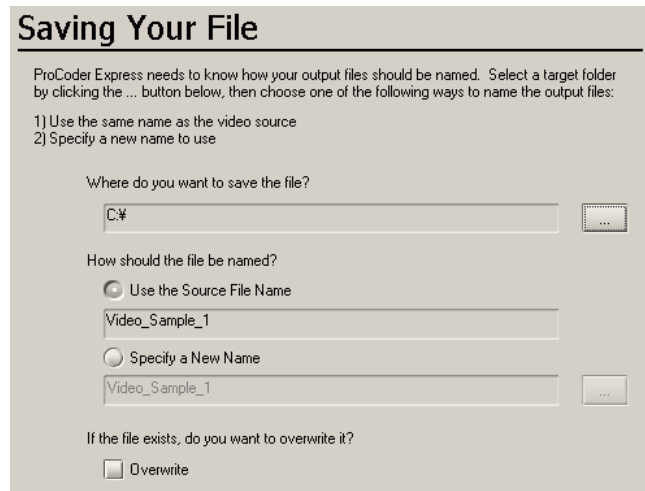 Saving Your File
ProCoder Express needs to know how your output files should be named. Select a target folder
by clicking the ... button below, then choose one of the following ways to name the output files:
1) Use the same name as the video source
2) Specify a new name to use
Where do you want to save the file?
C:¥
...
How should the file be named?
Use the Source File Name
Video_Sample_1
Specify a New Name
Video_Sample_1
...
If the file exists, do you want to overwrite it?
Overwrite